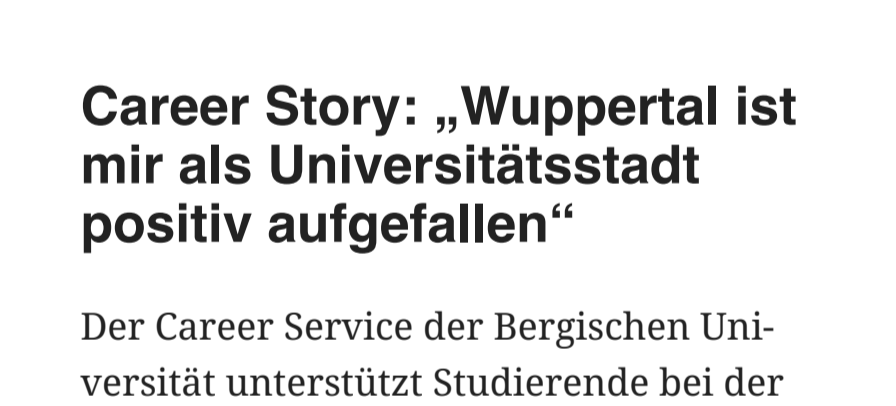 Career Story: „Wuppertal ist
mir als Universitätsstadt
positiv aufgefallen“
Der Career Service der Bergischen Uni-
versität unterstützt Studierende bei der